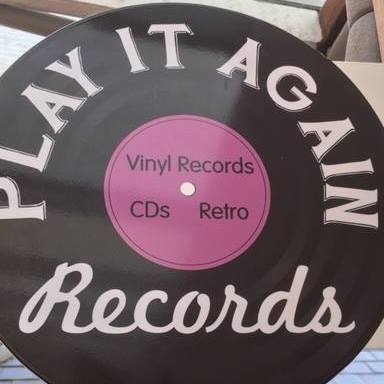 PLAY IT AGAIN
Vinyl Records
CDs Retro
Records